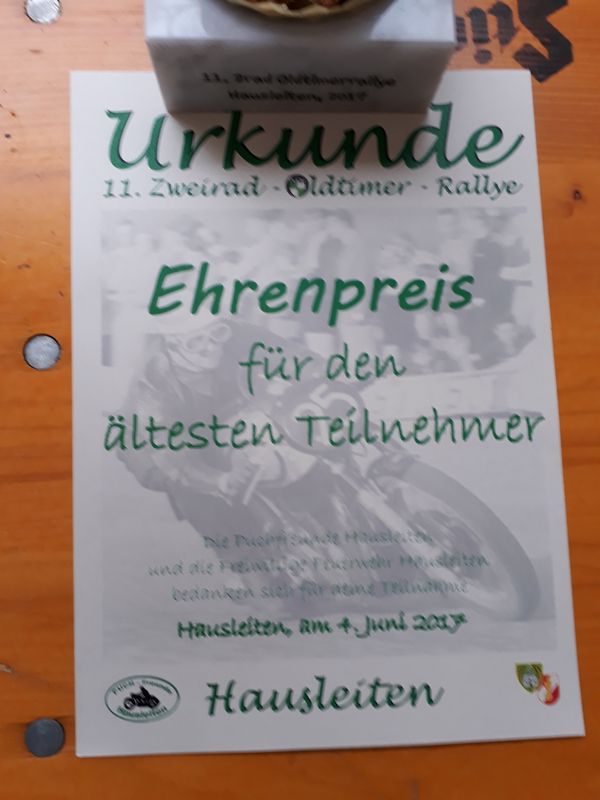 11. 2rad Oldtimerrallye
Hausleiten, 2017
Urkunde
11. Zweirad - Oldtimer - Rallye
Ehrenpreis
für den
ältesten Teilnehmer
Die Puchfreunde Hausleiten
und die Freiwillige Feuerwehr Hausleiten
bedanken sich für deine Teilnahme
Hausleiten, am 4. Juni 2017
Hausleiten